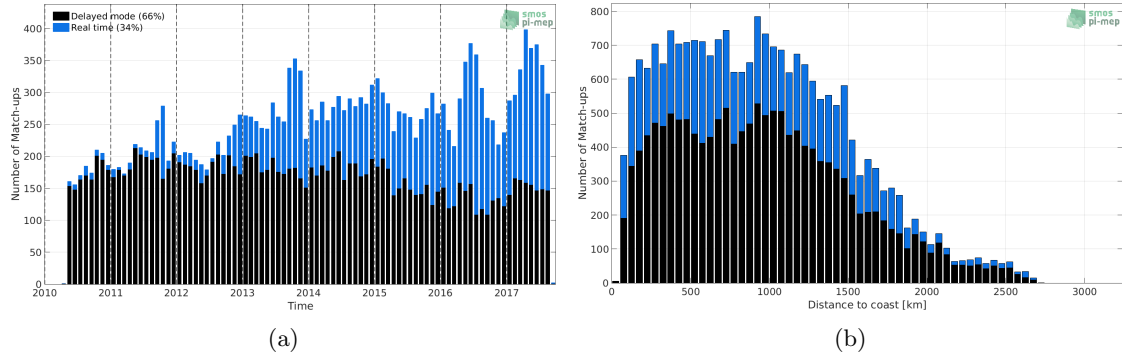 Delayed mode (66%)
Real time (34%)
smos
pi-mep
Number of Match-ups
400
350
300
250
200
150
100
50
0
2010 2011 2012 2013 2014 2015 2016 2017
Time
(a)
smos
pi-mep
Number of Match-ups
800
700
600
500
400
300
200
100
0
0 500 1000 1500 2000 2500 3000
Distance to coast [km]
(b)